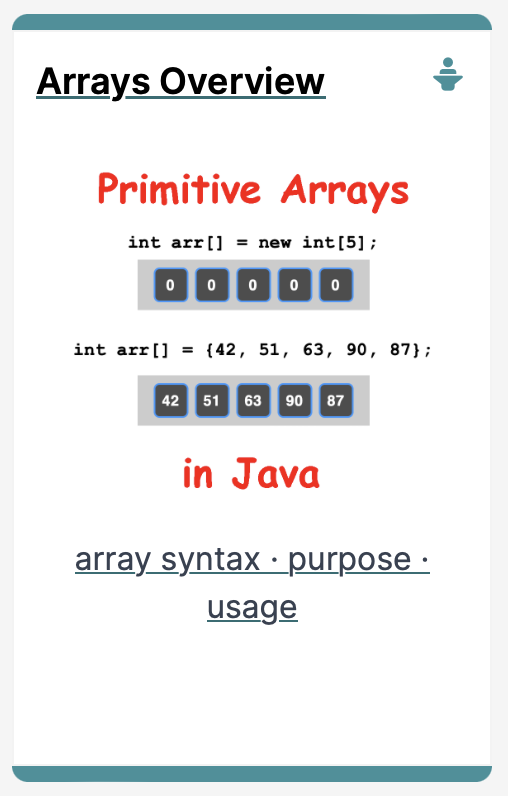 Arrays Overview
Primitive Arrays
int arr[] = new int[5];
0 0 0 0 0
int arr[] = {42, 51, 63, 90, 87};
42 51 63 90 87
in Java
array syntax · purpose ·
usage